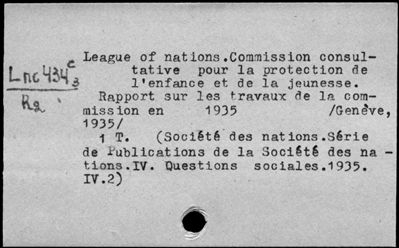 League of nations.Commission consul-
tative pour la protection de
l'enfance et de la jeunesse.
Lnc434c3
R2
Rapport sur les travaux de la com-
mission en 1935 /Genève,
1935/
1 T. (Société des nations.Série
de Publications de la Société des na-
tions.IV. Questions sociales.1935.
IV.2)